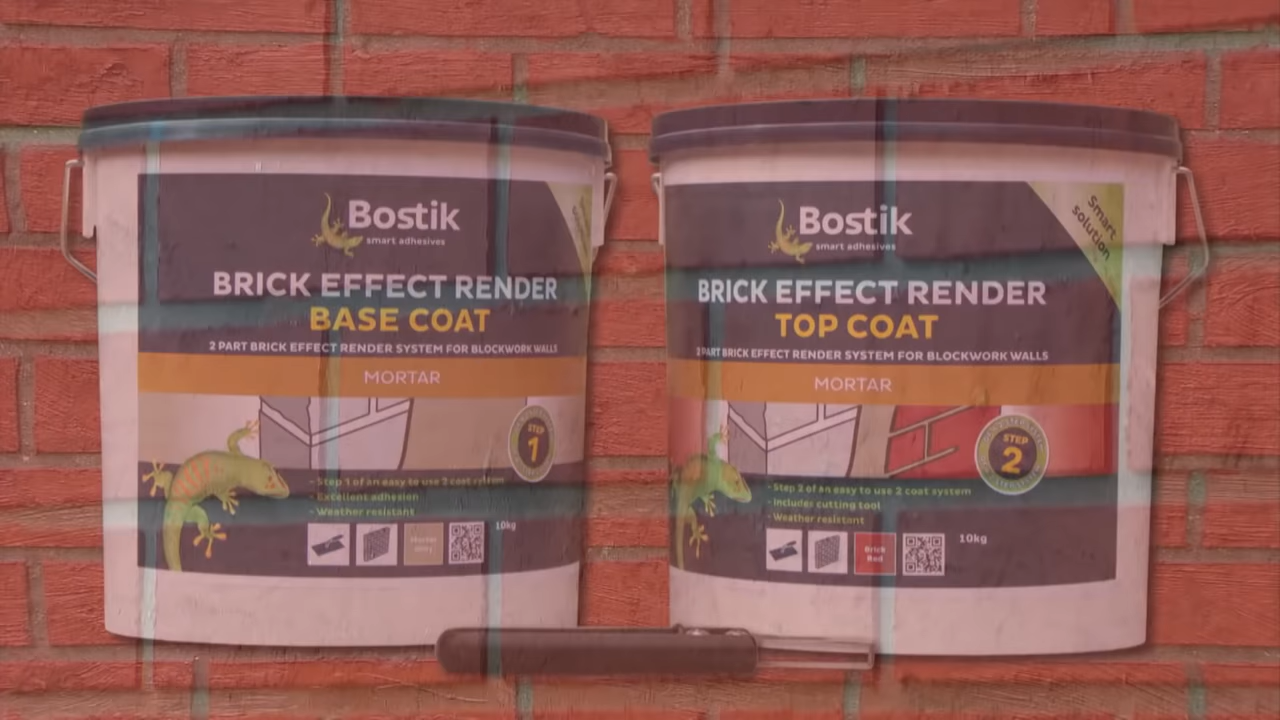 Bostik
smart adhesives
BRICK EFFECT RENDER
BASE COAT
2 PART BRICK EFFECT RENDER SYSTEM FOR BLOCKWORK WALLS
MORTAR
STEP
1
- Step 1 of an easy to use 2 coat system
- Excellent adhesion
- Weather resistant
10kg
Bostik
smart adhesives
Smart
solution
BRICK EFFECT RENDER
TOP COAT
2 PART BRICK EFFECT RENDER SYSTEM FOR BLOCKWORK WALLS
MORTAR
STEP
2
- Step 2 of an easy to use 2 coat system
- Includes cutting tool
- Weather resistant
Brick
Red
10kg